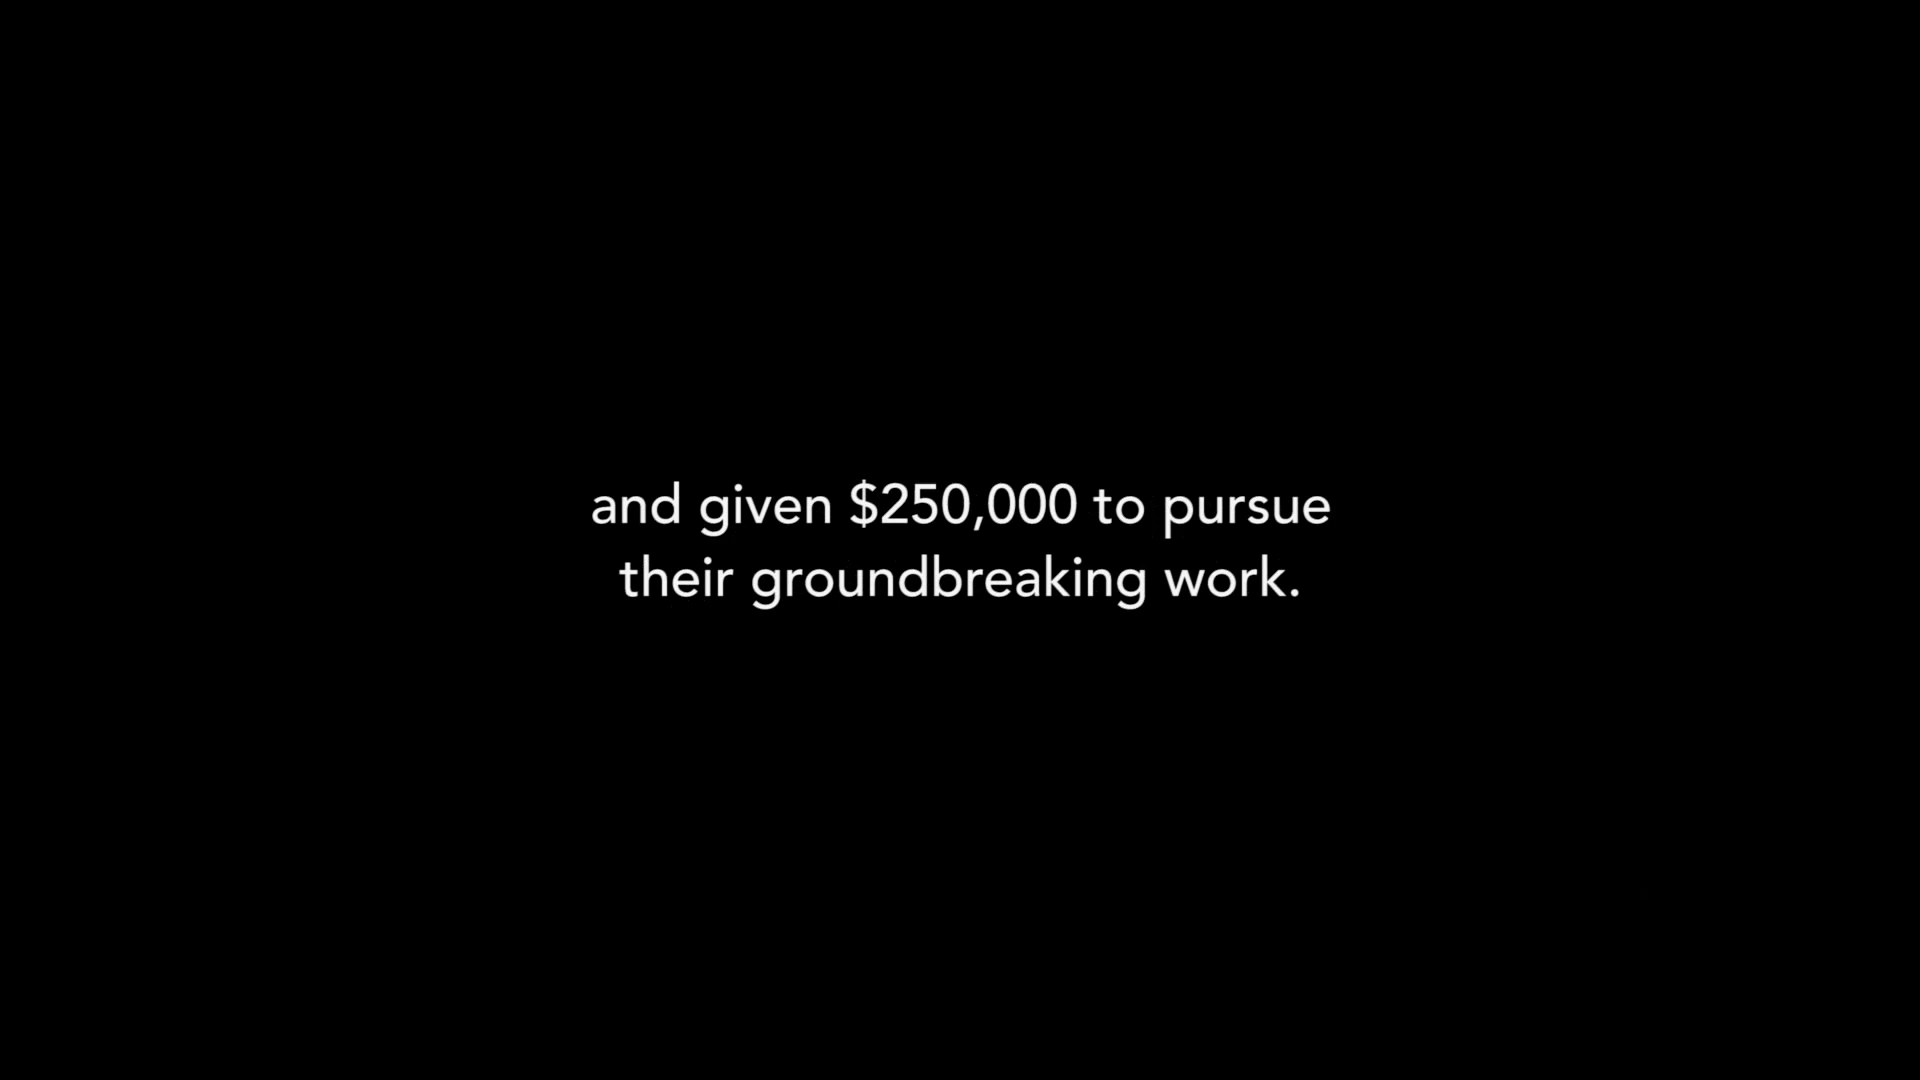 and given $250,000 to pursue
their groundbreaking work.